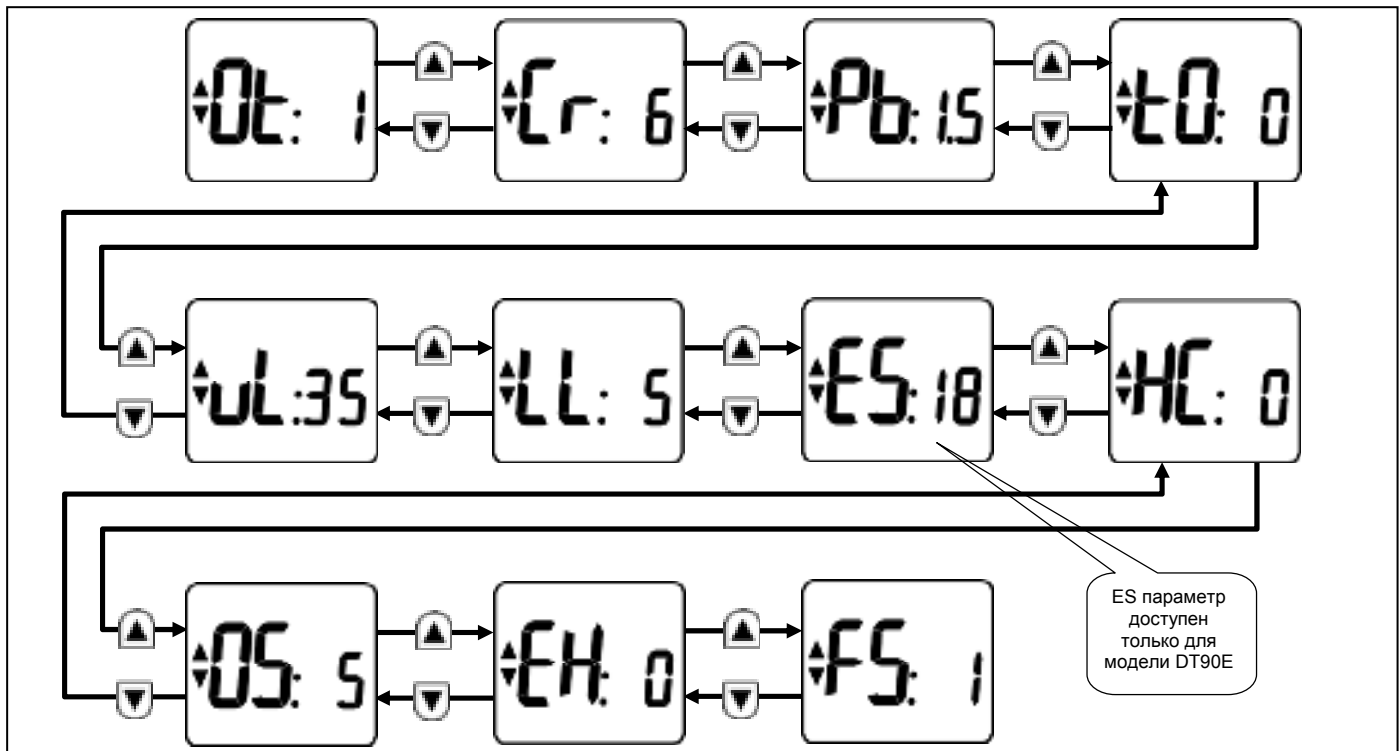 Ot: 1
Cr: 6
Pb:1.5
tO: 0
uL:35
LL: 5
ES:18
HC: 0
OS: 5
EH: 0
FS: 1
ES параметр
доступен
только для
модели DT90E